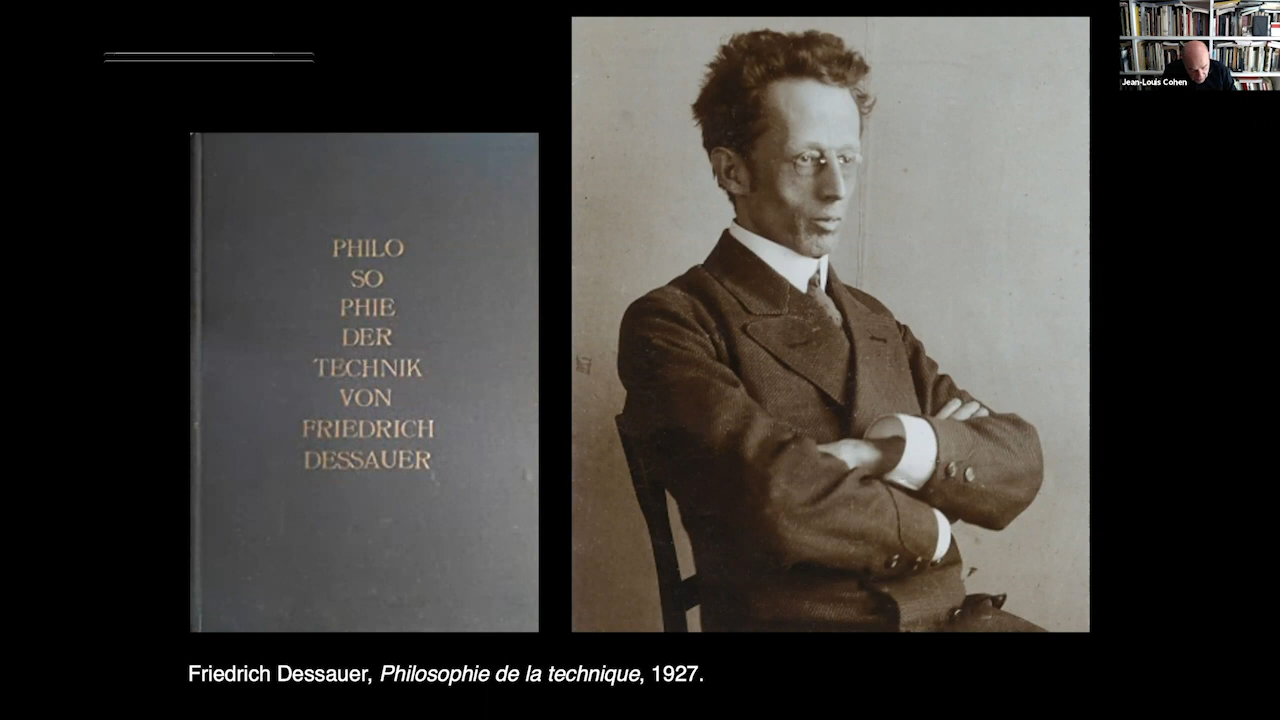 Jean-Louis Cohen
PHILO
SO
PHIE
DER
TECHNIK
VON
FRIEDRICH
DESSAUER
Friedrich Dessauer, Philosophie de la technique, 1927.